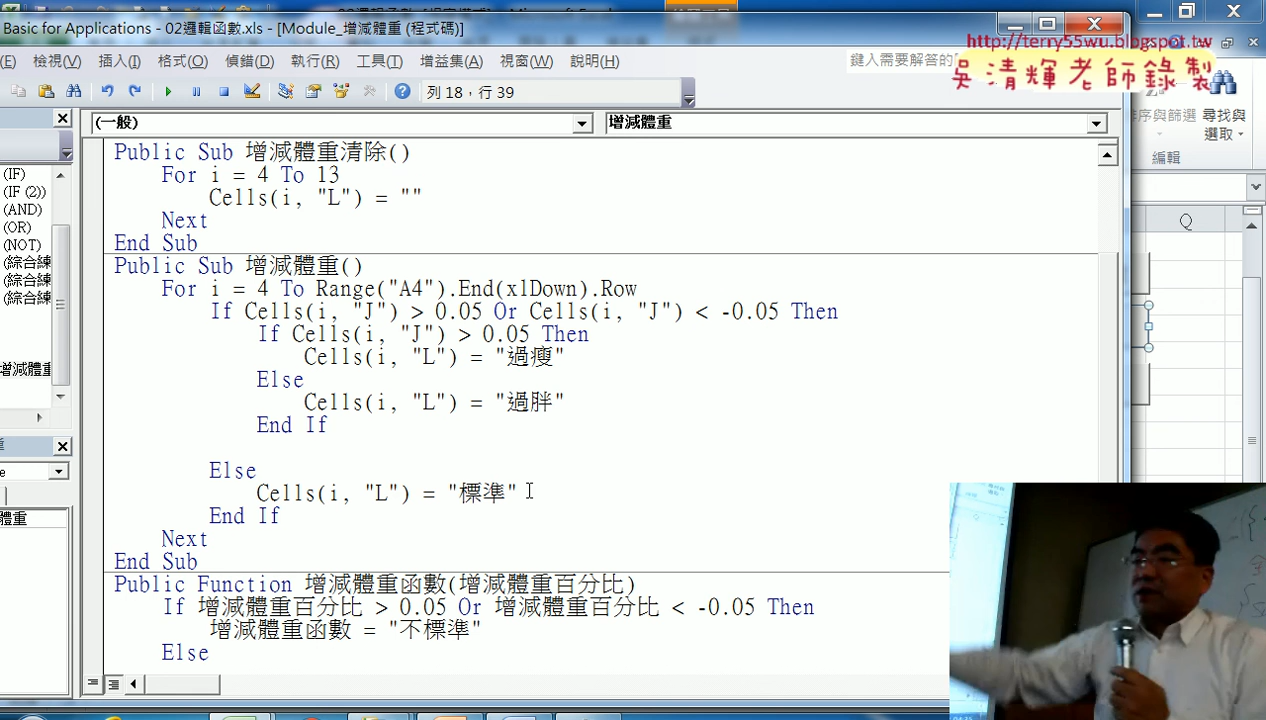 Basic for Applications - 02邏輯函數.xls - [Module_增減體重 (程式碼)]
http://terry55wu.blogspot.tw
吳清輝老師錄製
(E) 檢視(V) 插入(I) 格式(O) 偵錯(D) 執行(R) 工具(T) 增益集(A) 視窗(W) 說明(H)
鍵入需要解答的
列 18，行 39
排序與篩選 尋找與
選取
編輯
(一般)
增減體重
Q
(IF)
(IF (2))
(AND)
(OR)
(NOT)
(綜合練
(綜合練
(綜合練
增減體重
Public Sub 增減體重清除()
For i = 4 To 13
Cells(i, "L") = ""
Next
End Sub
Public Sub 增減體重()
For i = 4 To Range("A4").End(xlDown).Row
If Cells(i, "J") > 0.05 Or Cells(i, "J") < -0.05 Then
If Cells(i, "J") > 0.05 Then
Cells(i, "L") = "過瘦"
Else
Cells(i, "L") = "過胖"
End If
Else
Cells(i, "L") = "標準"
End If
Next
End Sub
Public Function 增減體重函數(增減體重百分比)
If 增減體重百分比 > 0.05 Or 增減體重百分比 < -0.05 Then
增減體重函數 = "不標準"
Else